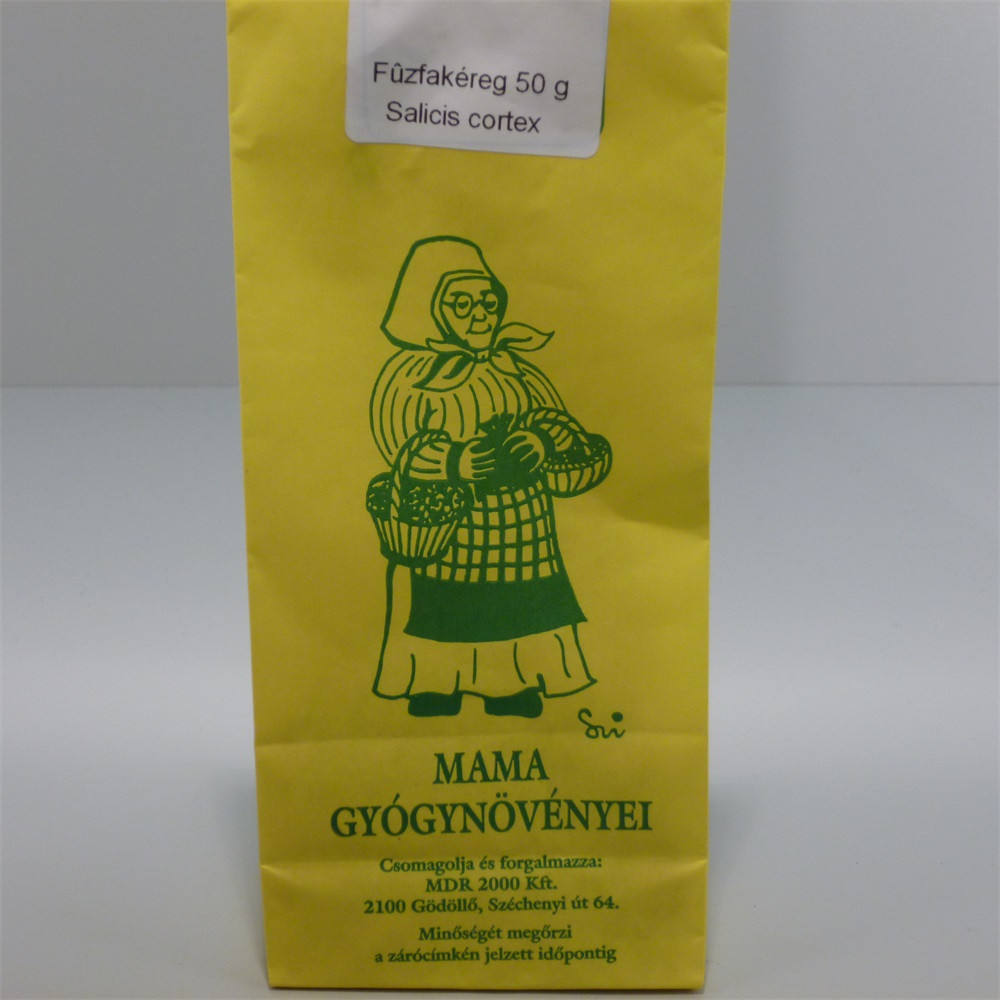 Fûzfakéreg 50 g
Salicis cortex
Svi
MAMA
GYÓGYNÖVÉNYEI
Csomagolja és forgalmazza:
MDR 2000 Kft.
2100 Gödöllő, Széchenyi út 64.
Minőségét megőrzi
a zárócímkén jelzett időpontig